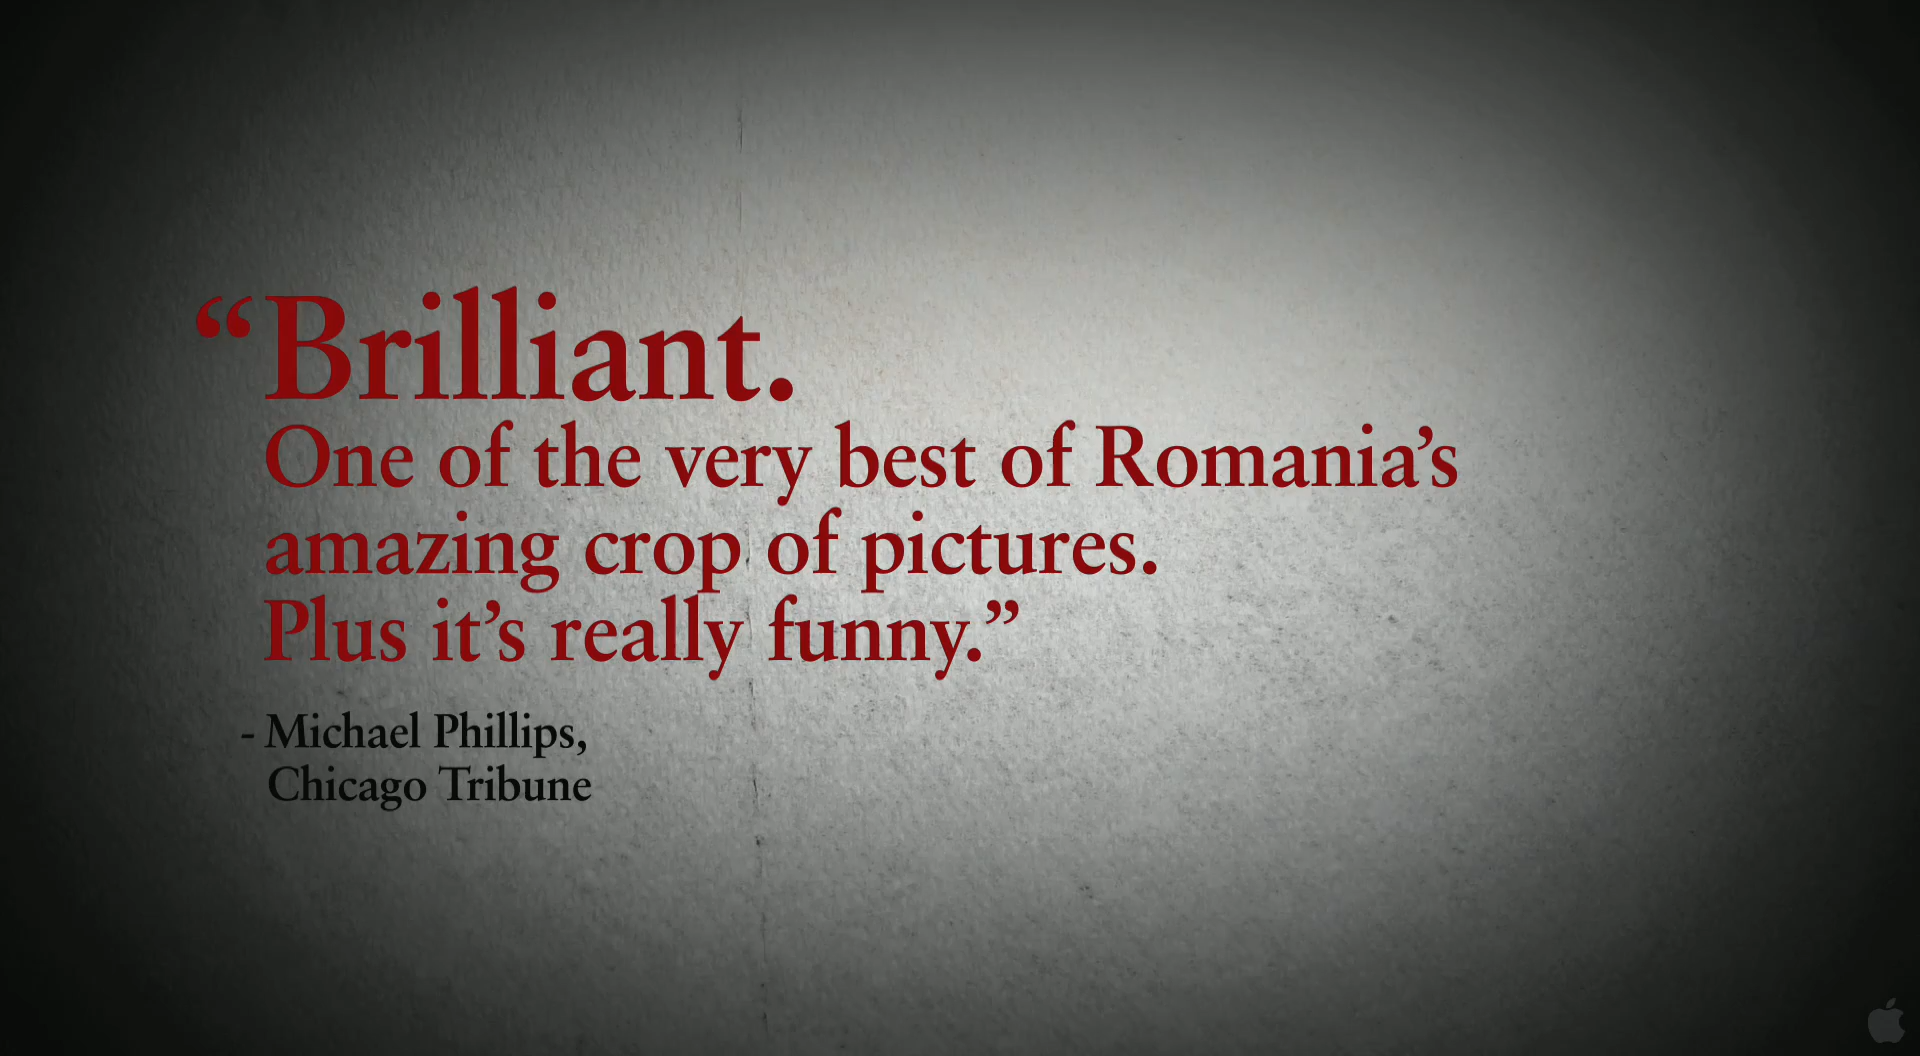 “Brilliant.
One of the very best of Romania’s
amazing crop of pictures.
Plus it’s really funny.”
- Michael Phillips,
Chicago Tribune